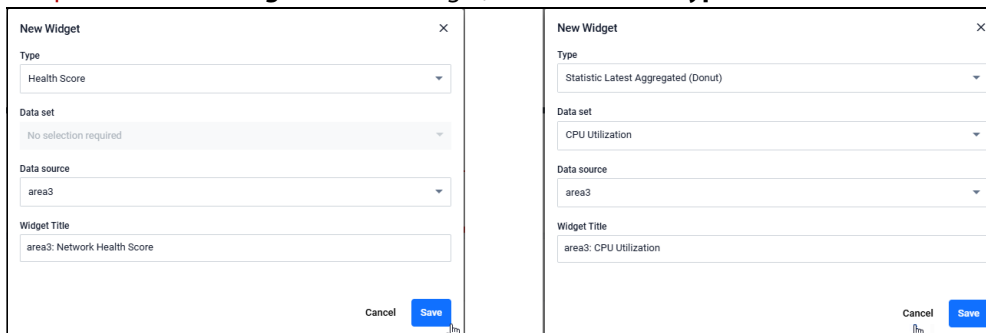 New Widget
Type
Health Score
Data set
No selection required
Data source
area3
Widget Title
area3: Network Health Score
Cancel Save
New Widget
Type
Statistic Latest Aggregated (Donut)
Data set
CPU Utilization
Data source
area3
Widget Title
area3: CPU Utilization
Cancel Save